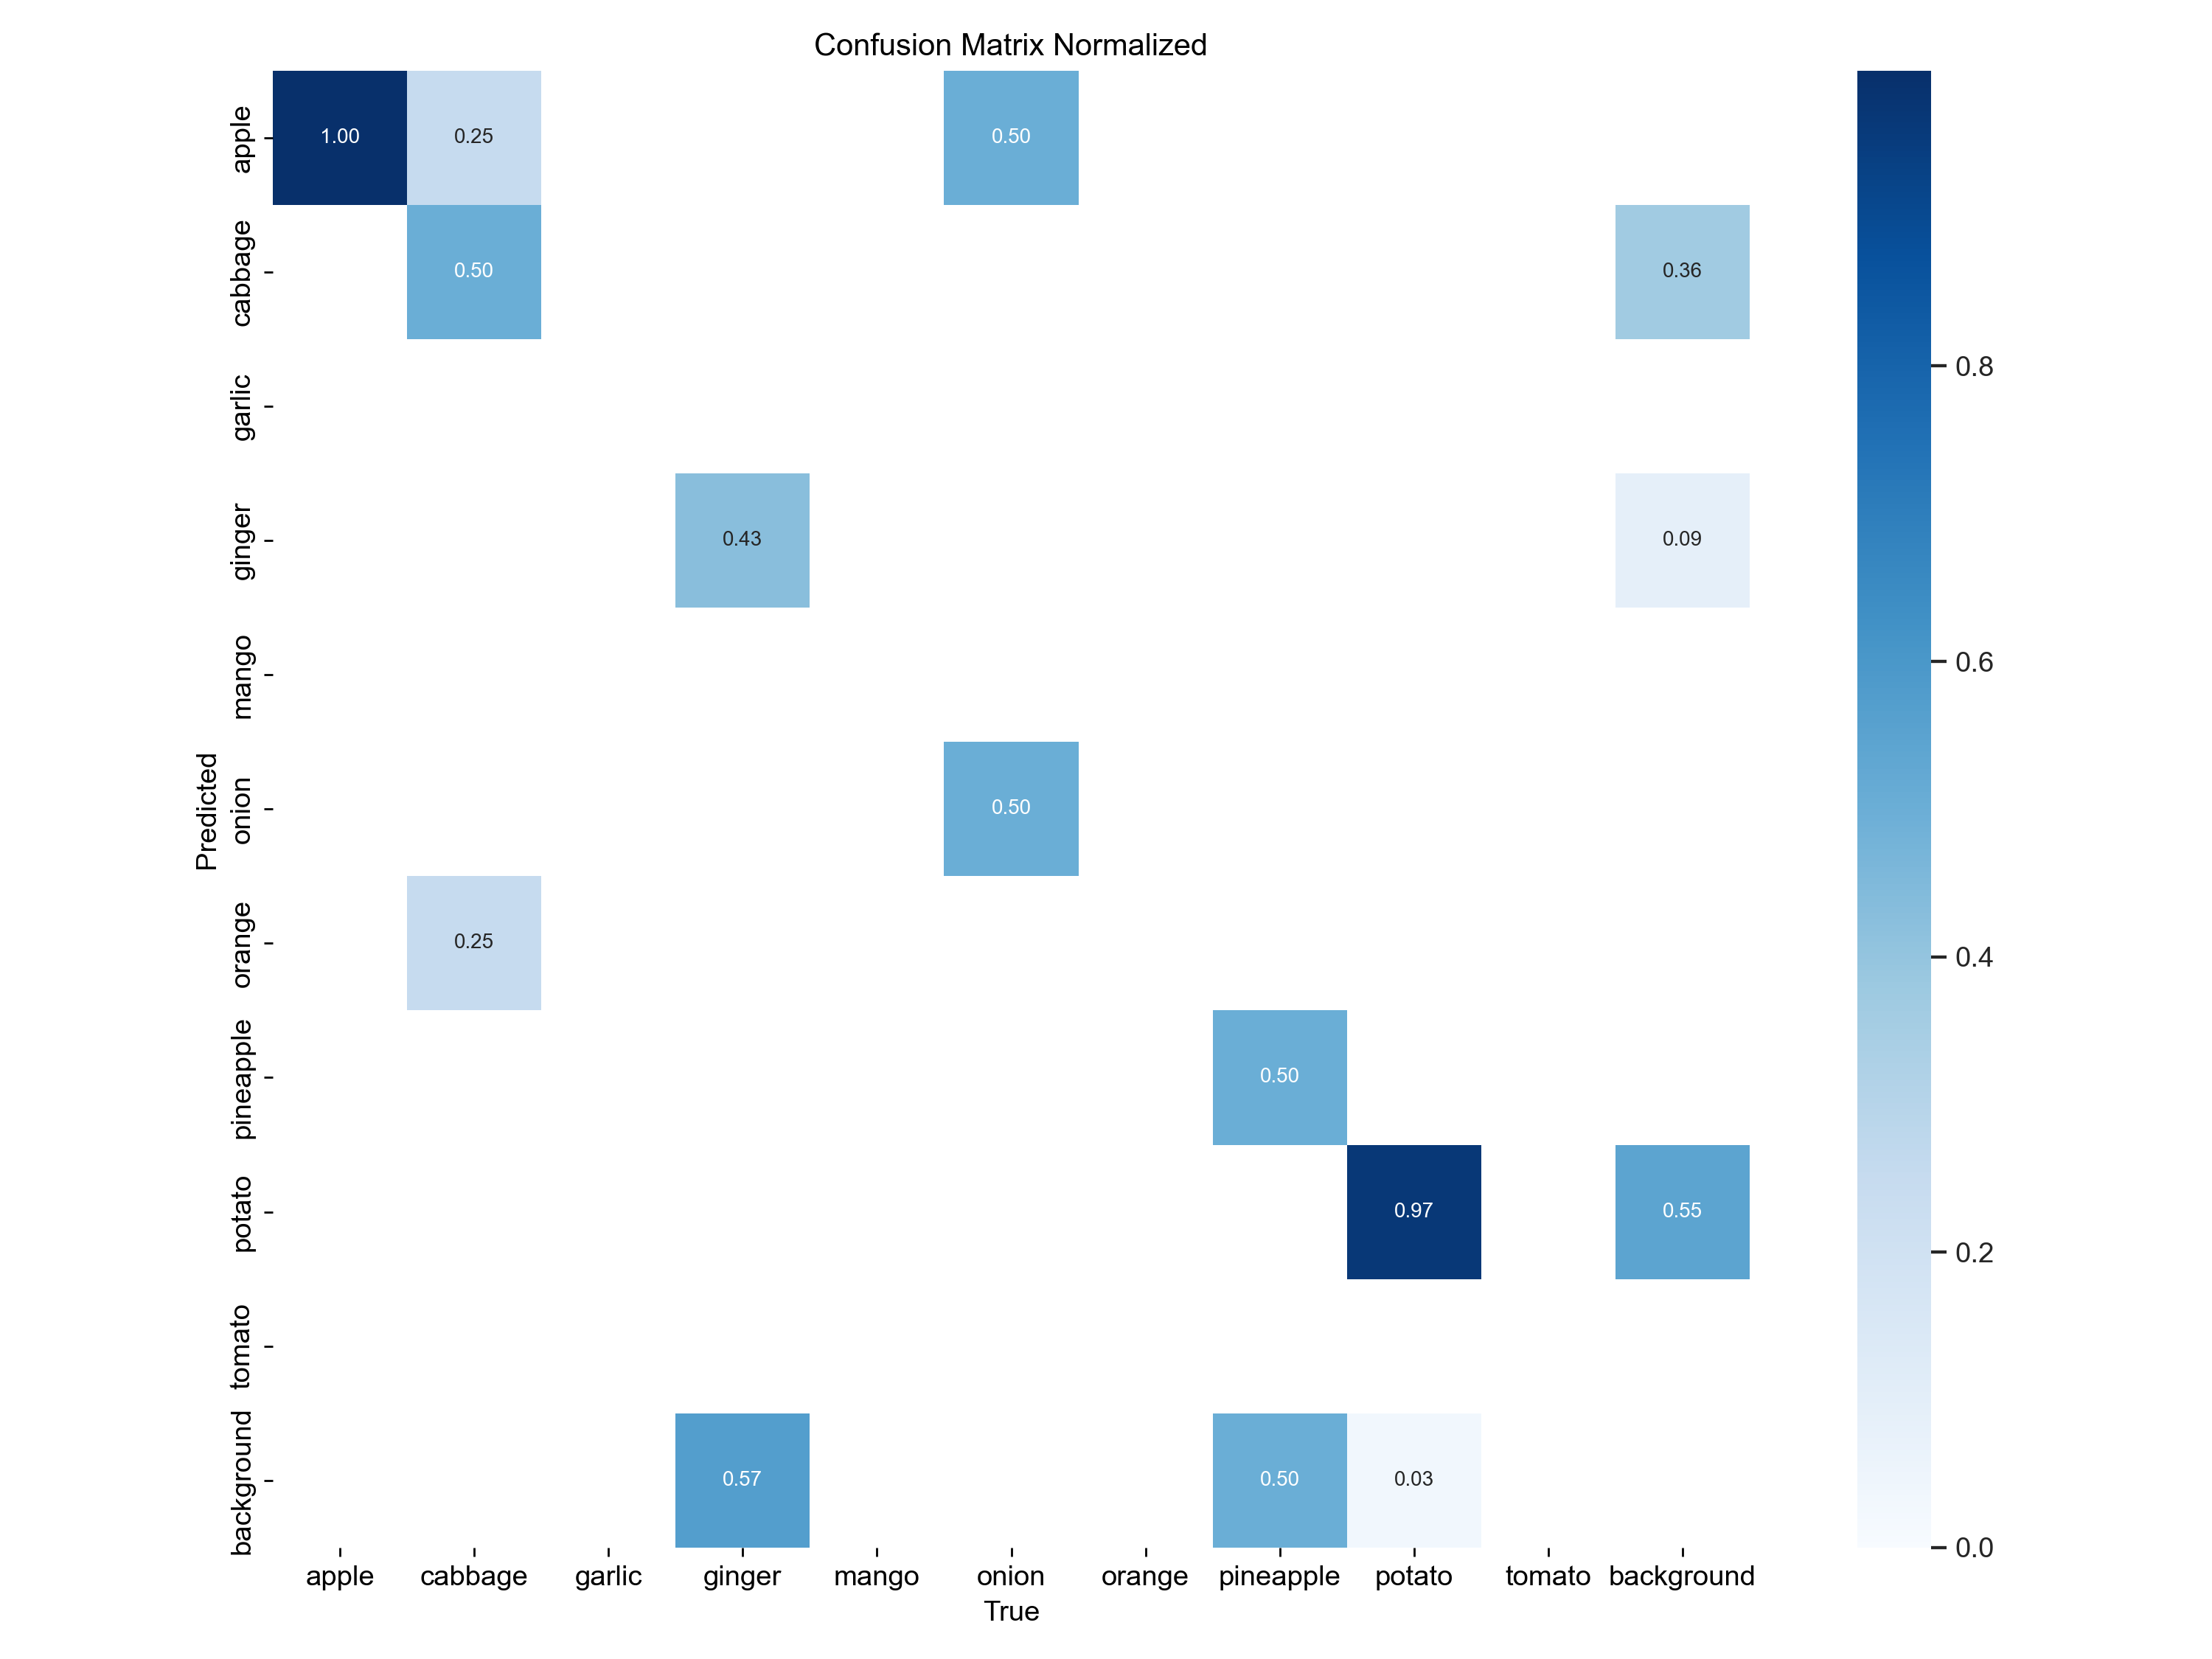 Confusion Matrix Normalized
apple 1.00 0.25 0.50
cabbage 0.50 0.36
0.8
garlic
ginger 0.43 0.09
0.6
mango
Predicted
onion 0.50
0.4
orange 0.25
pineapple 0.50
potato 0.97 0.55
0.2
tomato
background 0.57 0.50 0.03
0.0
apple cabbage garlic ginger mango onion orange pineapple potato tomato background
True